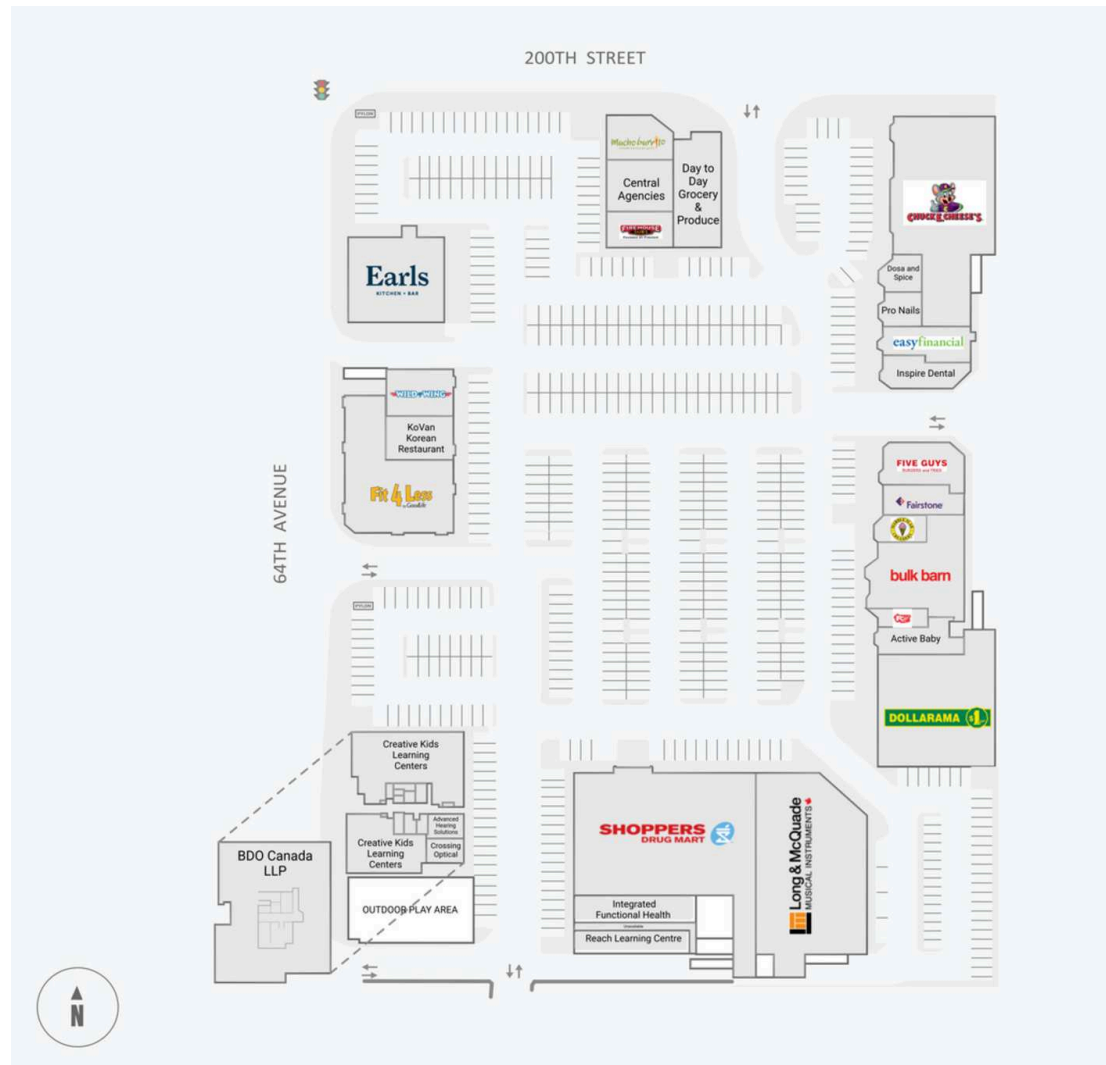 200TH STREET
PYLON
mucho burrito
Central
Agencies
FIREHOUSE
SUBS
Day to
Day
Grocery
&
Produce
CHUCK E. CHEESE'S
Earls
KITCHEN + BAR
Dosa and
Spice
Pro Nails
easyfinancial
Inspire Dental
WILD WING
KoVan
Korean
Restaurant
Fit 4 Less
by GoodLife
64TH AVENUE
FIVE GUYS
BURGERS and FRIES
Fairstone
bulk barn
Active Baby
DOLLARAMA $1
PYLON
Creative Kids
Learning
Centers
Advanced
Hearing
Solutions
Creative Kids
Learning
Centers
Crossing
Optical
BDO Canada
LLP
OUTDOOR PLAY AREA
SHOPPERS
DRUG MART
Long & McQuade
MUSICAL INSTRUMENTS
Integrated
Functional Health
Reach Learning Centre
N